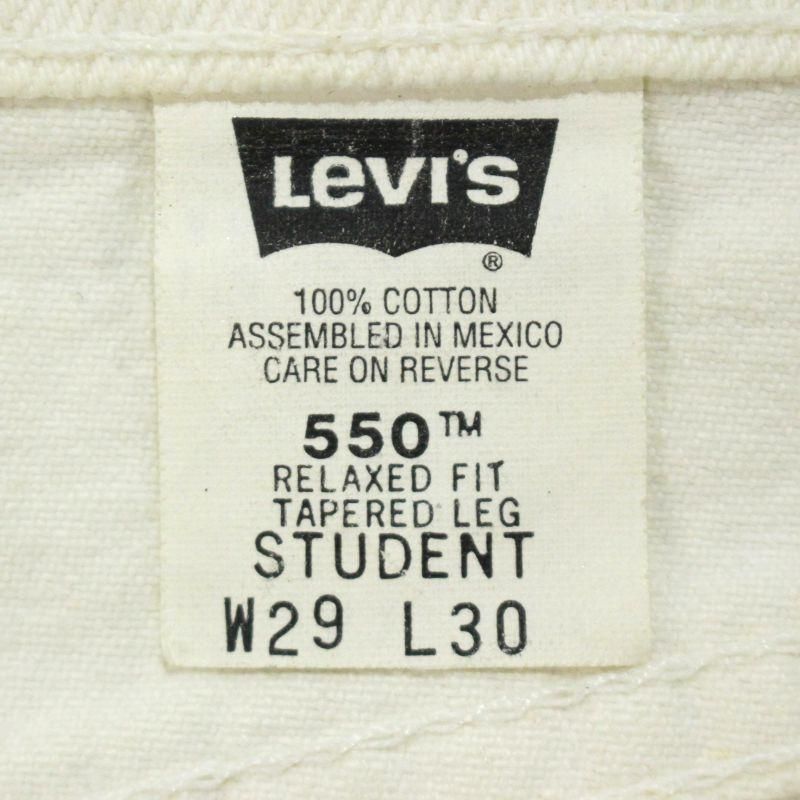 Levi's
®
100% COTTON
ASSEMBLED IN MEXICO
CARE ON REVERSE
550™
RELAXED FIT
TAPERED LEG
STUDENT
W29 L30